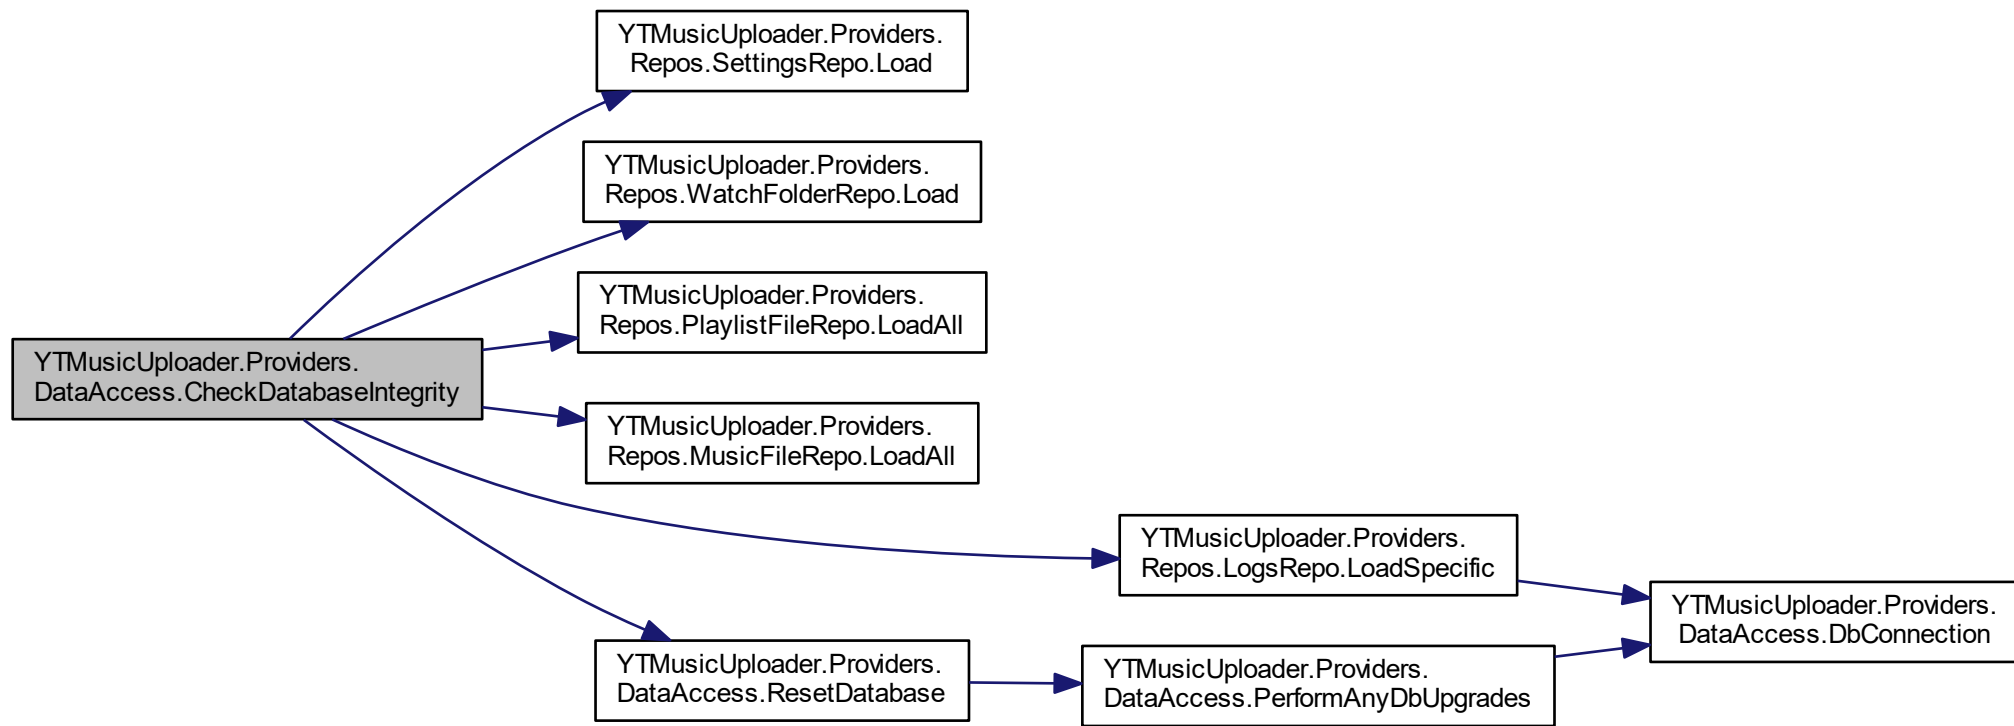 YTMusicUploader.Providers.
Repos.SettingsRepo.Load
YTMusicUploader.Providers.
Repos.WatchFolderRepo.Load
YTMusicUploader.Providers.
Repos.PlaylistFileRepo.LoadAll
YTMusicUploader.Providers.
DataAccess.CheckDatabaseIntegrity
YTMusicUploader.Providers.
Repos.MusicFileRepo.LoadAll
YTMusicUploader.Providers.
Repos.LogsRepo.LoadSpecific
YTMusicUploader.Providers.
DataAccess.DbConnection
YTMusicUploader.Providers.
DataAccess.ResetDatabase
YTMusicUploader.Providers.
DataAccess.PerformAnyDbUpgrades